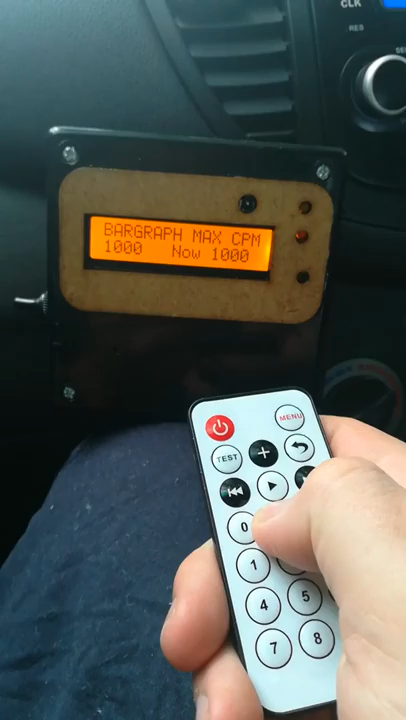 CLK
RES
BARGRAPH MAX CPM
1000 Now 1000
MENU
TEST
+
0
1
4 5
7 8